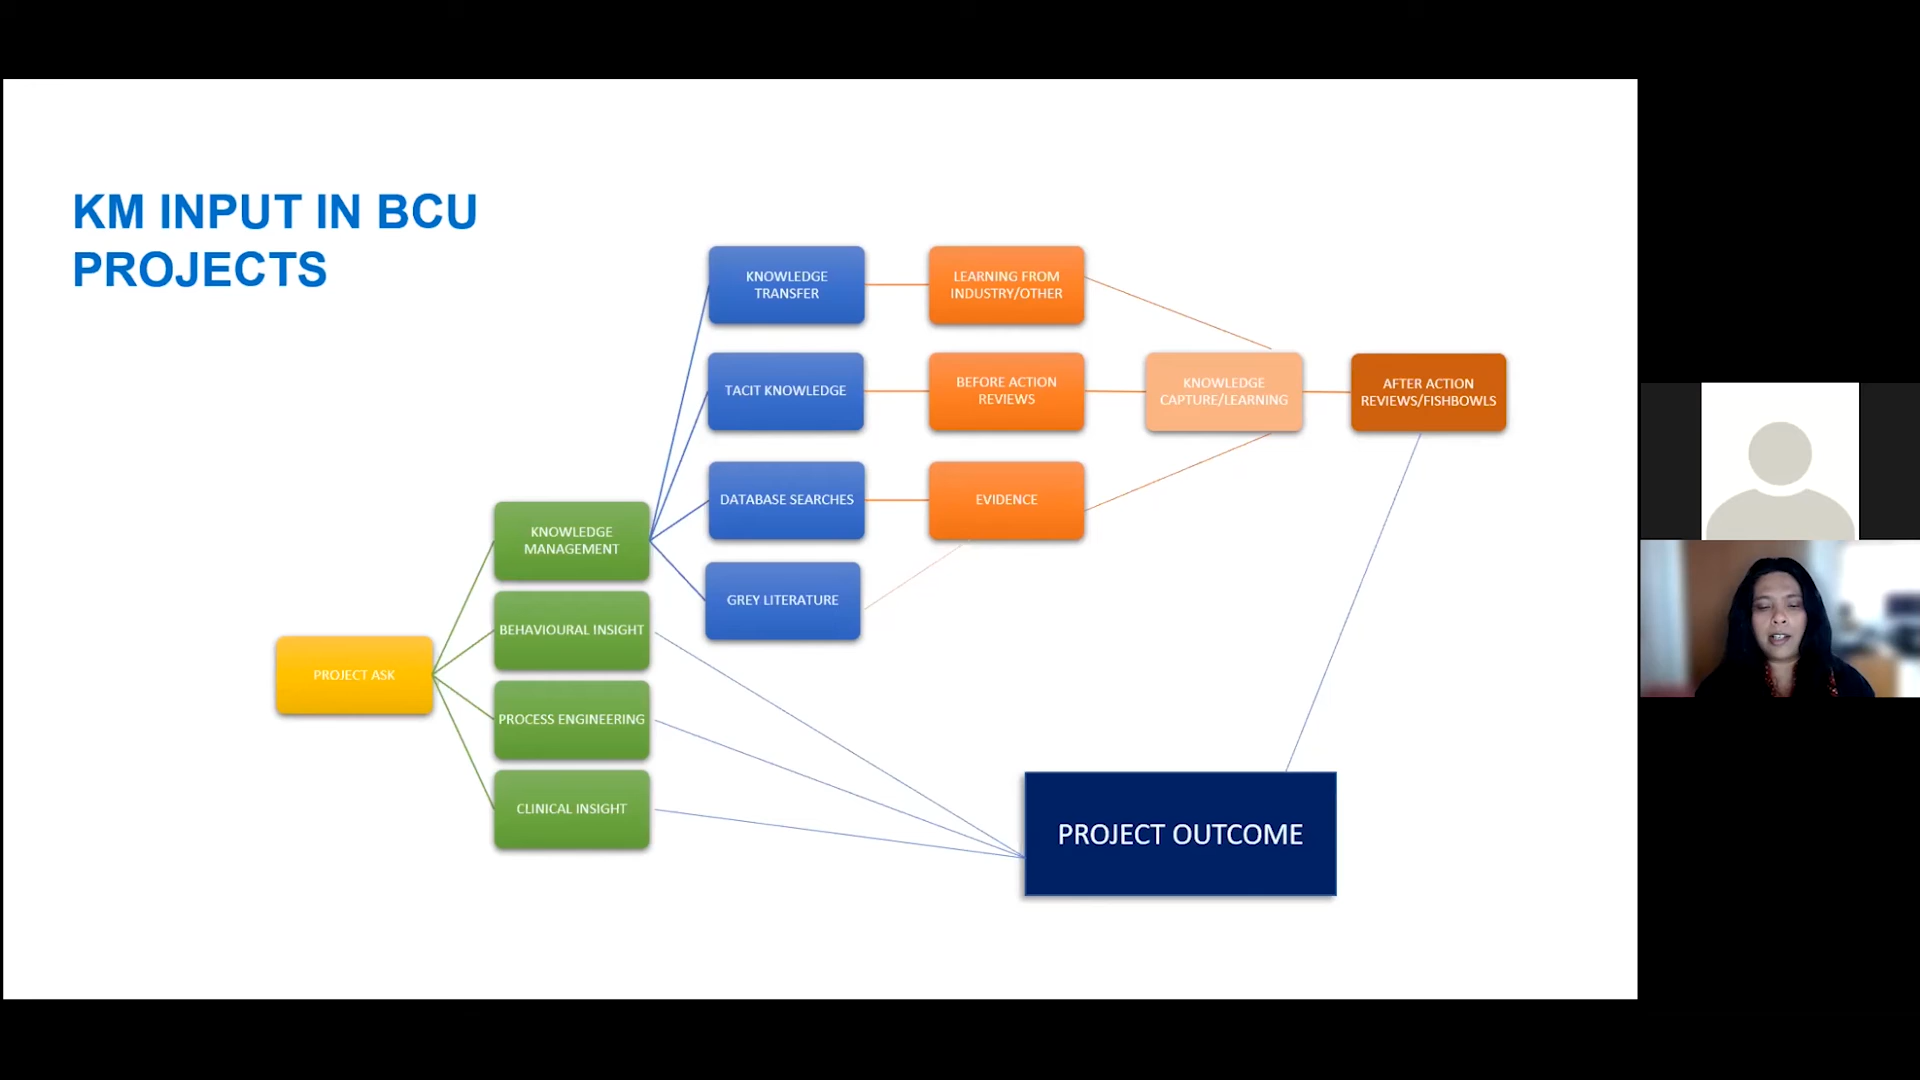 KM INPUT IN BCU
PROJECTS
KNOWLEDGE
TRANSFER
LEARNING FROM
INDUSTRY/OTHER
TACIT KNOWLEDGE
BEFORE ACTION
REVIEWS
KNOWLEDGE
CAPTURE/LEARNING
AFTER ACTION
REVIEWS/FISHBOWLS
DATABASE SEARCHES
EVIDENCE
KNOWLEDGE
MANAGEMENT
GREY LITERATURE
BEHAVIOURAL INSIGHT
PROJECT ASK
PROCESS ENGINEERING
CLINICAL INSIGHT
PROJECT OUTCOME